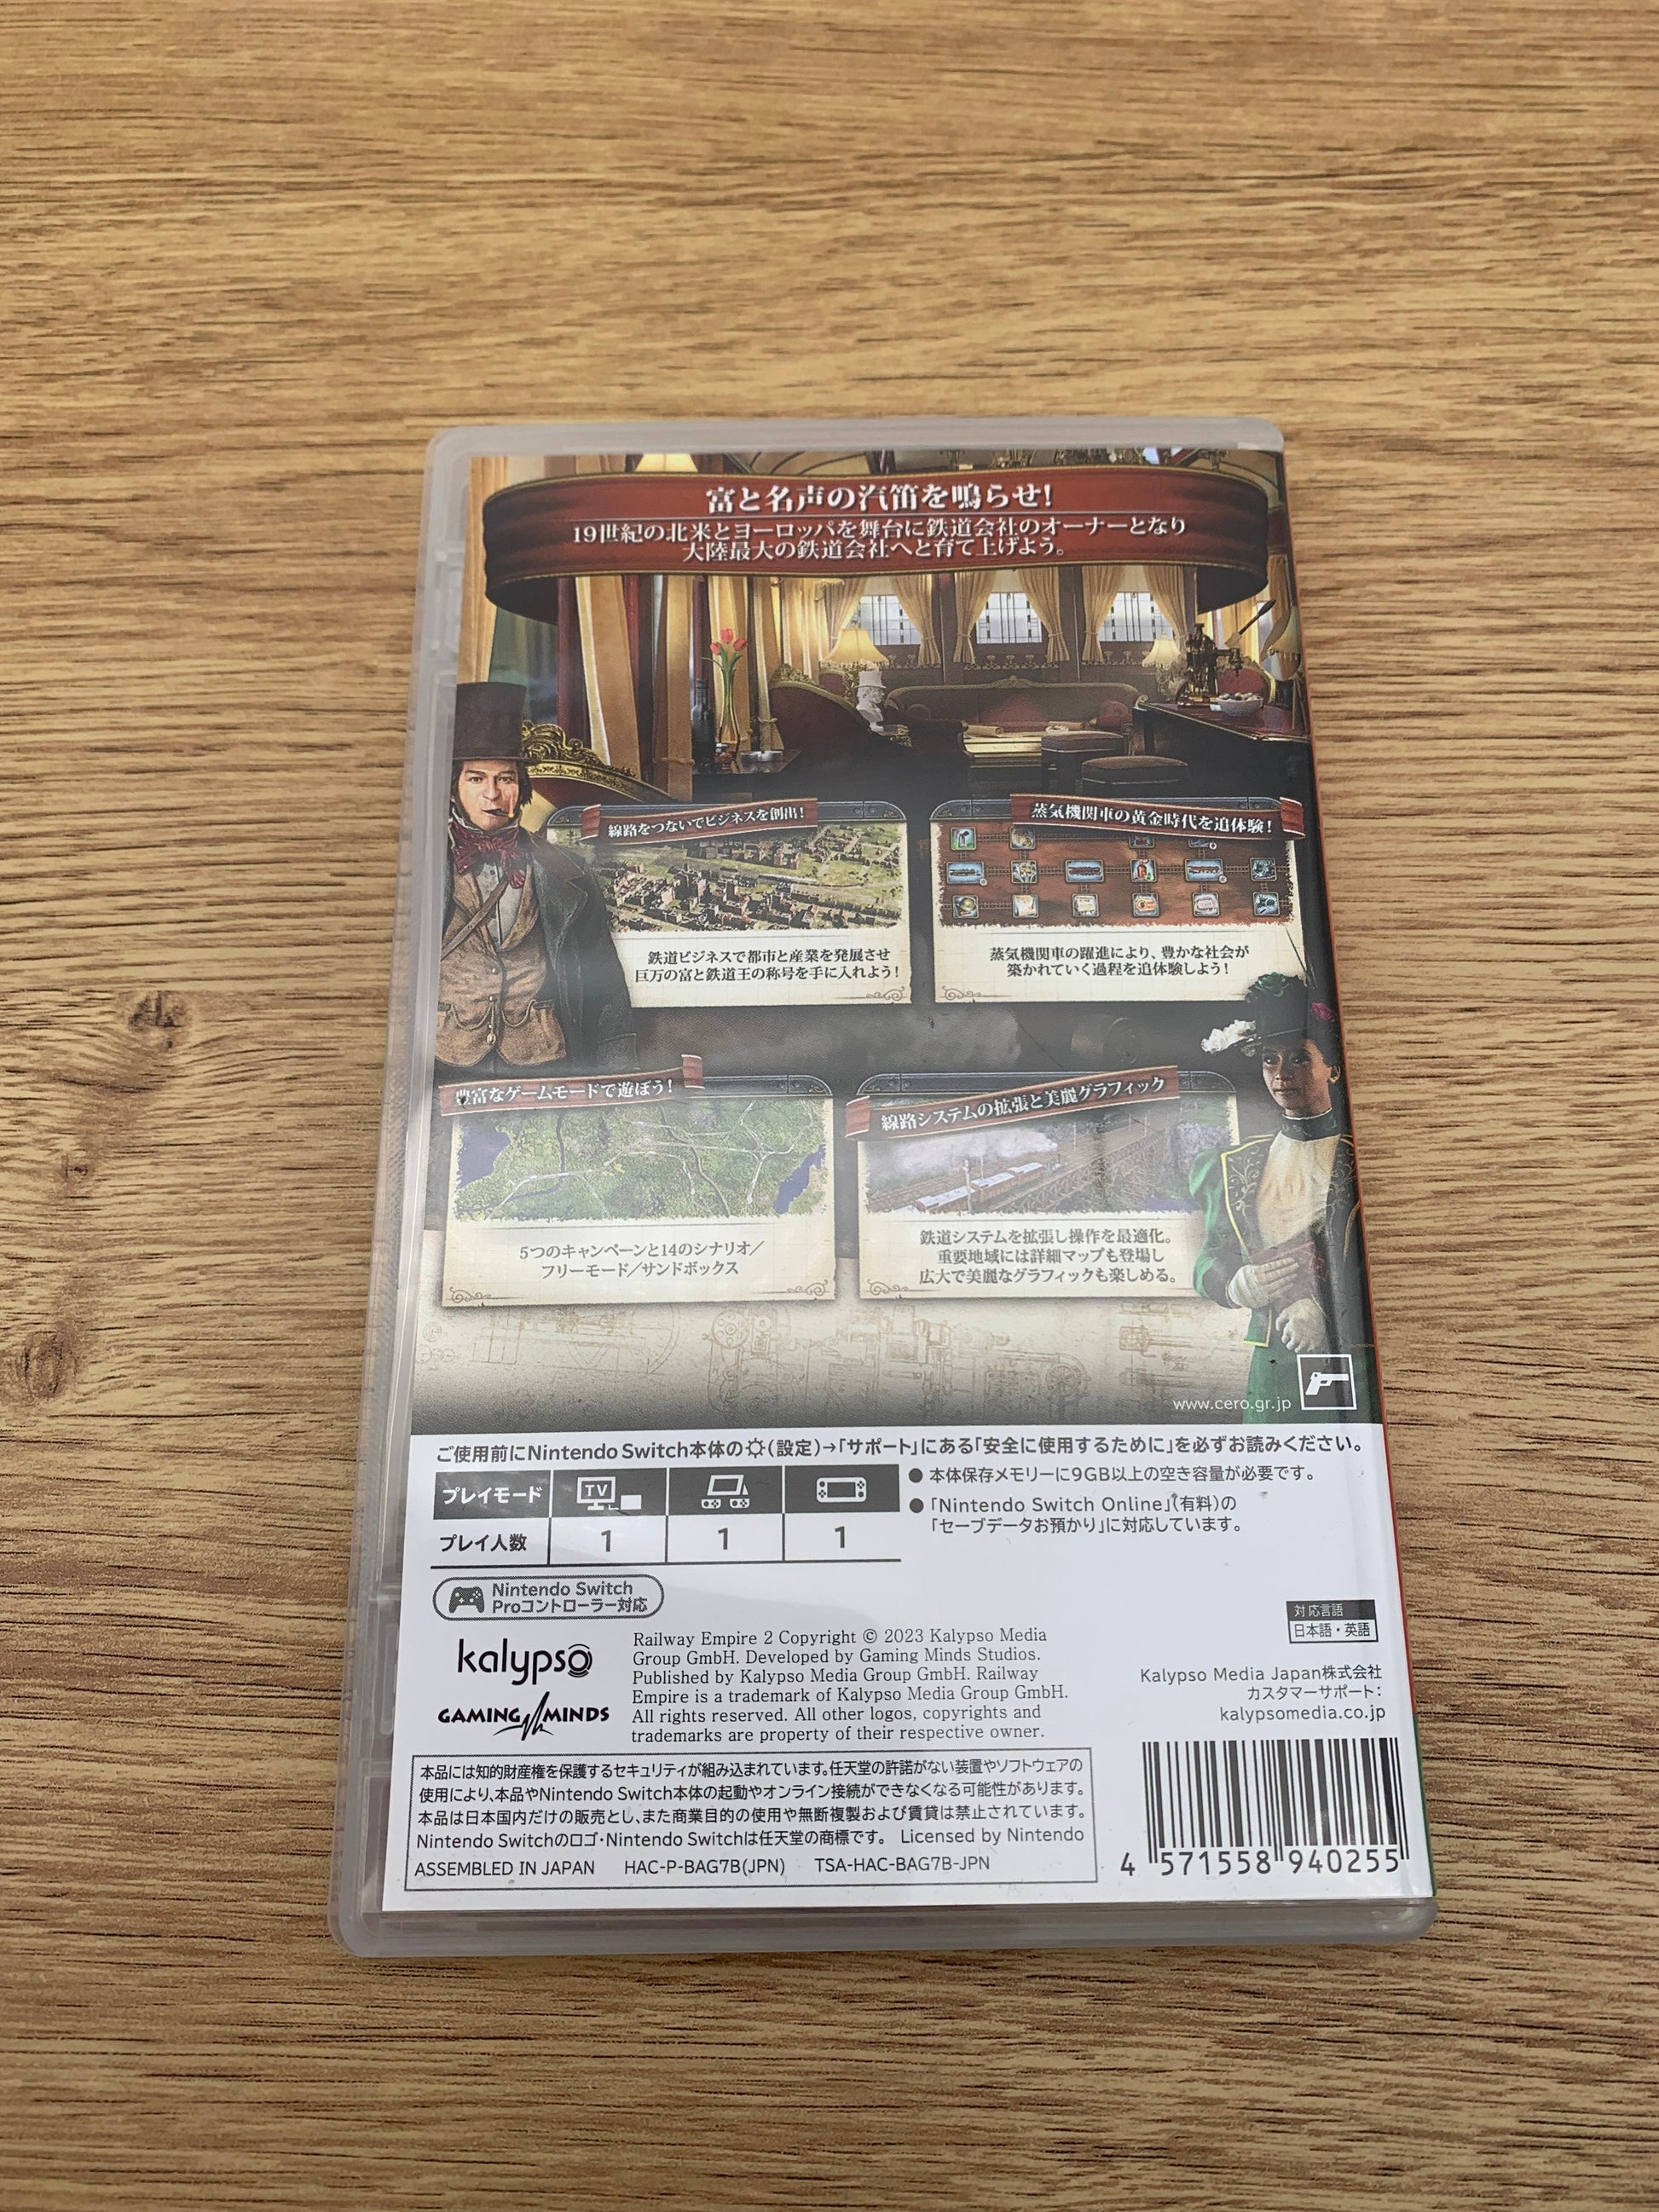 富と名声の汽笛を鳴らせ!
19世紀の北米とヨーロッパを舞台に鉄道会社のオーナーとなり
大陸最大の鉄道会社へと育て上げよう。
線路をつないでビジネスを創出!
鉄道ビジネスで都市と産業を発展させ
巨万の富と鉄道王の称号を手に入れよう!
蒸気機関車の黄金時代を追体験!
蒸気機関車の躍進により、豊かな社会が
築かれていく過程を追体験しよう!
豊富なゲームモードで遊ぼう!
5つのキャンペーンと14のシナリオ/
フリーモード/サンドボックス
線路システムの拡張と美麗グラフィック
鉄道システムを拡張し操作を最適化。
重要地域には詳細マップも登場し
広大で美麗なグラフィックも楽しめる。
www.cero.gr.jp
ご使用前にNintendo Switch本体の(設定)→「サポート」にある「安全に使用するために」を必ずお読みください。
プレイモード TV
プレイ人数 1 1 1
●本体保存メモリーに9GB以上の空き容量が必要です。
●「Nintendo Switch Online」(有料)の
「セーブデータお預かり」に対応しています。
Nintendo Switch
Proコントローラー対応
対応言語
日本語・英語
kalypso
GAMING MINDS
Railway Empire 2 Copyright © 2023 Kalypso Media
Group GmbH. Developed by Gaming Minds Studios.
Published by Kalypso Media Group GmbH. Railway
Empire is a trademark of Kalypso Media Group GmbH.
All rights reserved. All other logos, copyrights and
trademarks are property of their respective owner.
Kalypso Media Japan株式会社
カスタマーサポート:
kalypsomedia.co.jp
本品には知的財産権を保護するセキュリティが組み込まれています。任天堂の許諾がない装置やソフトウェアの
使用により、本品やNintendo Switch本体の起動やオンライン接続ができなくなる可能性があります。
本品は日本国内だけの販売とし、また商業目的の使用や無断複製および賃貸は禁止されています。
Nintendo Switchのロゴ・Nintendo Switchは任天堂の商標です。 Licensed by Nintendo
ASSEMBLED IN JAPAN HAC-P-BAG7B(JPN) TSA-HAC-BAG7B-JPN
4 571558 940255